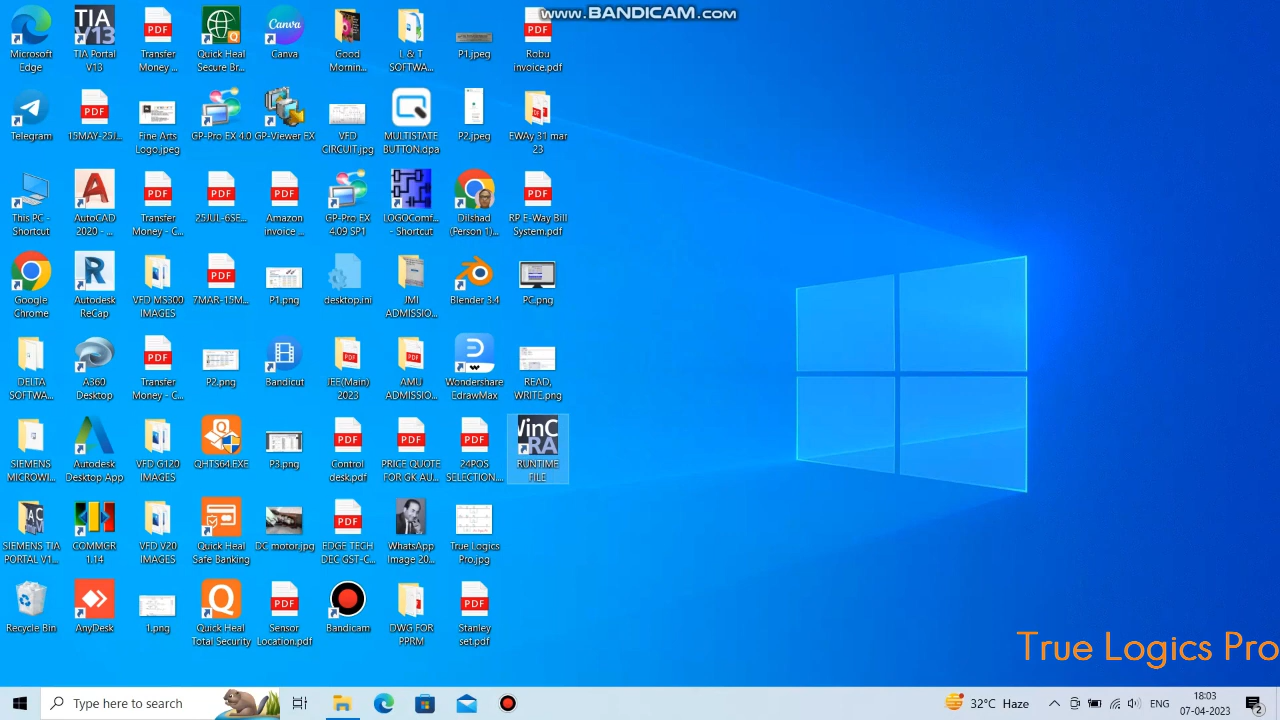 www.BANDICAM.com
Microsoft Edge
TIA Portal V13
Transfer Money ...
Quick Heal Secure Br...
Canva
Good Mornin...
L & T SOFTWA...
P1.jpeg
Robu invoice.pdf
Telegram
15MAY-25J...
Fine Arts Logo.jpeg
GP-Pro EX 4.0
GP-Viewer EX
VFD CIRCUIT.jpg
MULTISTATE BUTTON.dpa
P2.jpeg
EWAy 31 mar 23
This PC - Shortcut
AutoCAD 2020 - ...
Transfer Money - C...
25JUL-6SE...
Amazon invoice ...
GP-Pro EX 4.09 SP1
LOGOComf... - Shortcut
Dilshad (Person 1)...
RP E-Way Bill System.pdf
Google Chrome
Autodesk ReCap
VFD MS300 IMAGES
7MAR-15M...
P1.png
desktop.ini
JMI ADMISSIO...
Blender 3.4
PC.png
DELTA SOFTWA...
A360 Desktop
Transfer Money - C...
P2.png
Bandicut
JEE(Main) 2023
AMU ADMISSIO...
Wondershare EdrawMax
READ, WRITE.png
SIEMENS MICROWI...
Autodesk Desktop App
VFD G120 IMAGES
QHTS64.EXE
P3.png
Control desk.pdf
PRICE QUOTE FOR GK AU...
24POS SELECTION....
RUNTIME FILE
SIEMENS TIA PORTAL V1...
COMMGR 1.14
VFD V20 IMAGES
Quick Heal Safe Banking
DC motor.jpg
EDGE TECH DEC GST-C...
WhatsApp Image 20...
True Logics Pro.jpg
Recycle Bin
AnyDesk
1.png
Quick Heal Total Security
Sensor Location.pdf
Bandicam
DWG FOR PPRM
Stanley set.pdf
True Logics Pro
Type here to search
32°C Haze
ENG
18:03
07-04-2023
2